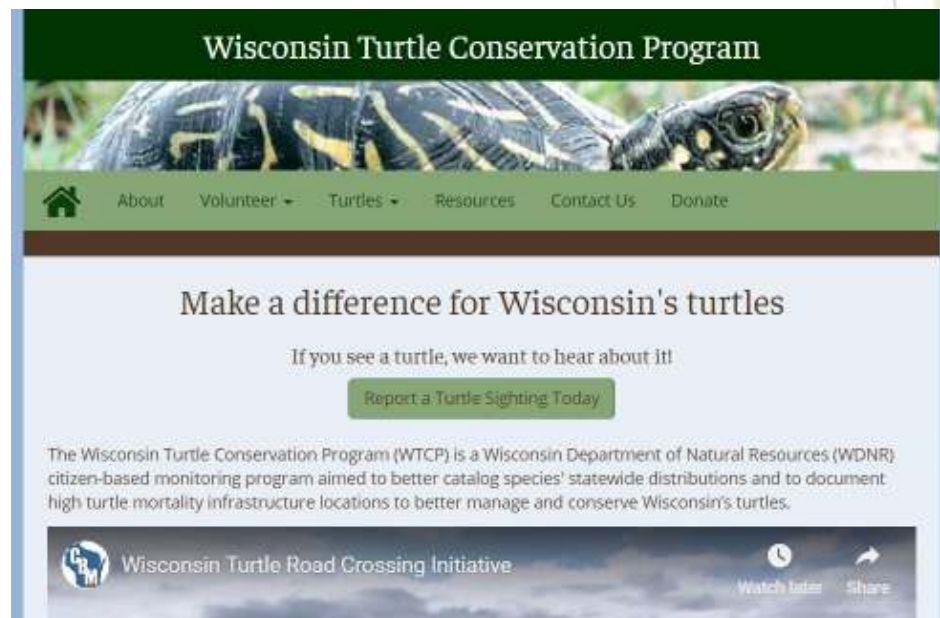 Wisconsin Turtle Conservation Program
About Volunteer Turtles Resources Contact Us Donate
Make a difference for Wisconsin's turtles
If you see a turtle, we want to hear about it!
Report a Turtle Sighting Today
The Wisconsin Turtle Conservation Program (WTCP) is a Wisconsin Department of Natural Resources (WDNR)
citizen-based monitoring program aimed to better catalog species' statewide distributions and to document
high turtle mortality infrastructure locations to better manage and conserve Wisconsin's turtles.
CBM Wisconsin Turtle Road Crossing Initiative
Watch later Share